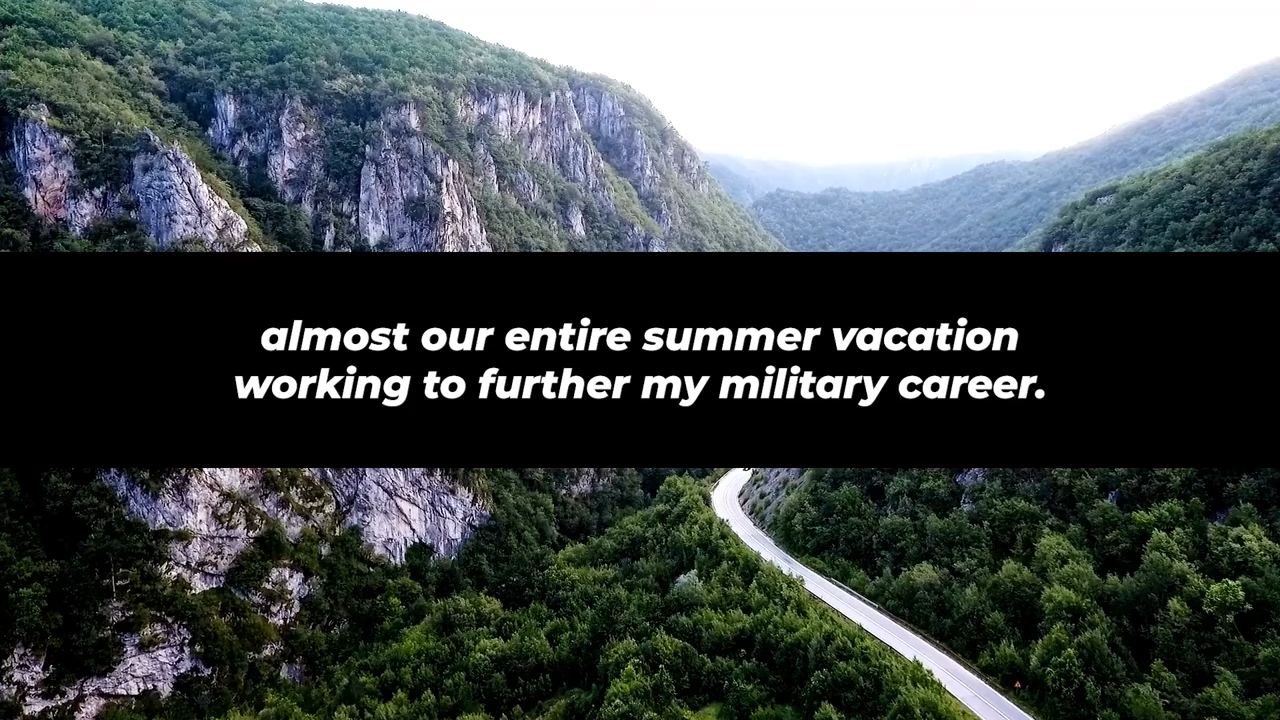 almost our entire summer vacation
working to further my military career.